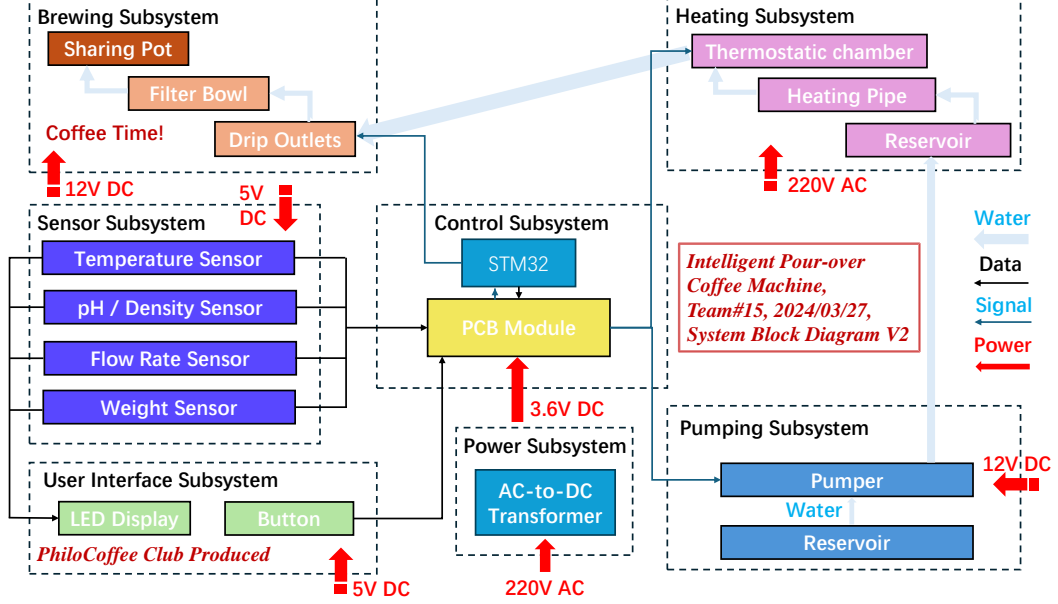 Brewing Subsystem
Sharing Pot
Filter Bowl
Coffee Time!
Drip Outlets
12V DC
5V
DC
Heating Subsystem
Thermostatic chamber
Heating Pipe
Reservoir
220V AC
Sensor Subsystem
Temperature Sensor
pH / Density Sensor
Flow Rate Sensor
Weight Sensor
Control Subsystem
STM32
PCB Module
3.6V DC
Intelligent Pour-over
Coffee Machine,
Team#15, 2024/03/27,
System Block Diagram V2
Water
Data
Signal
Power
User Interface Subsystem
LED Display
Button
PhiloCoffee Club Produced
5V DC
Power Subsystem
AC-to-DC
Transformer
220V AC
Pumping Subsystem
Pumper
12V DC
Water
Reservoir